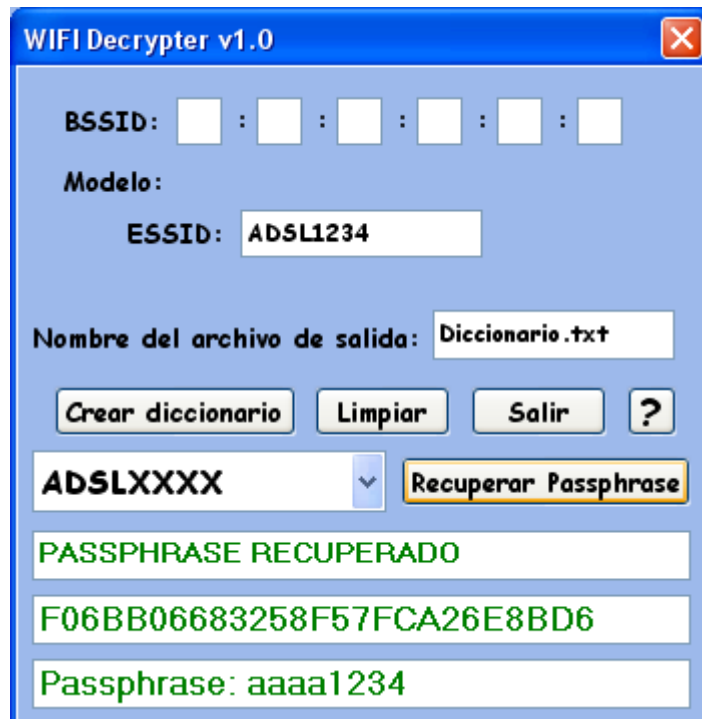 WIFI Decrypter v1.0
BSSID: : : : : :
Modelo:
ESSID: ADSL1234
Nombre del archivo de salida: Diccionario.txt
Crear diccionario Limpiar Salir ?
ADSLXXXX Recuperar Passphrase
PASSPHRASE RECUPERADO
F06BB06683258F57FCA26E8BD6
Passphrase: aaaa1234